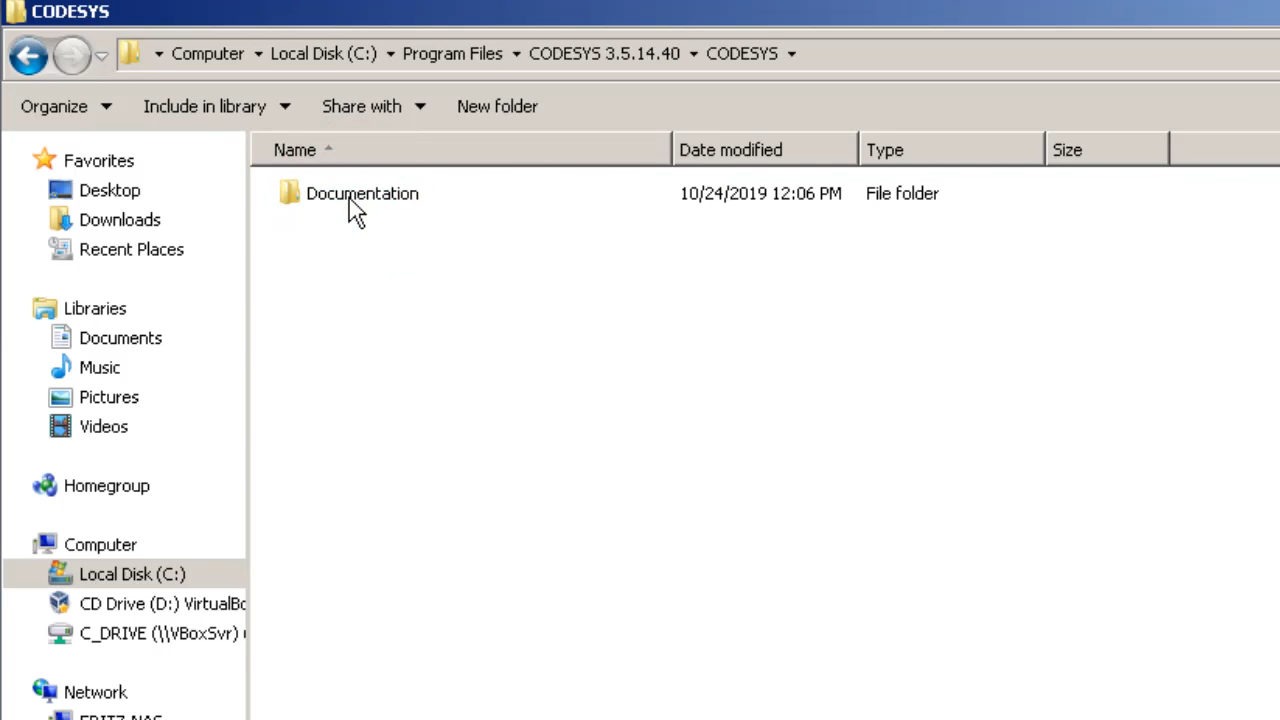 CODESYS
Computer Local Disk (C:) Program Files CODESYS 3.5.14.40 CODESYS
Organize Include in library Share with New folder
Name Date modified Type Size
Documentation 10/24/2019 12:06 PM File folder
Favorites
Desktop
Downloads
Recent Places
Libraries
Documents
Music
Pictures
Videos
Homegroup
Computer
Local Disk (C:)
CD Drive (D:) VirtualBo
C_DRIVE (\\VBoxSvr)
Network